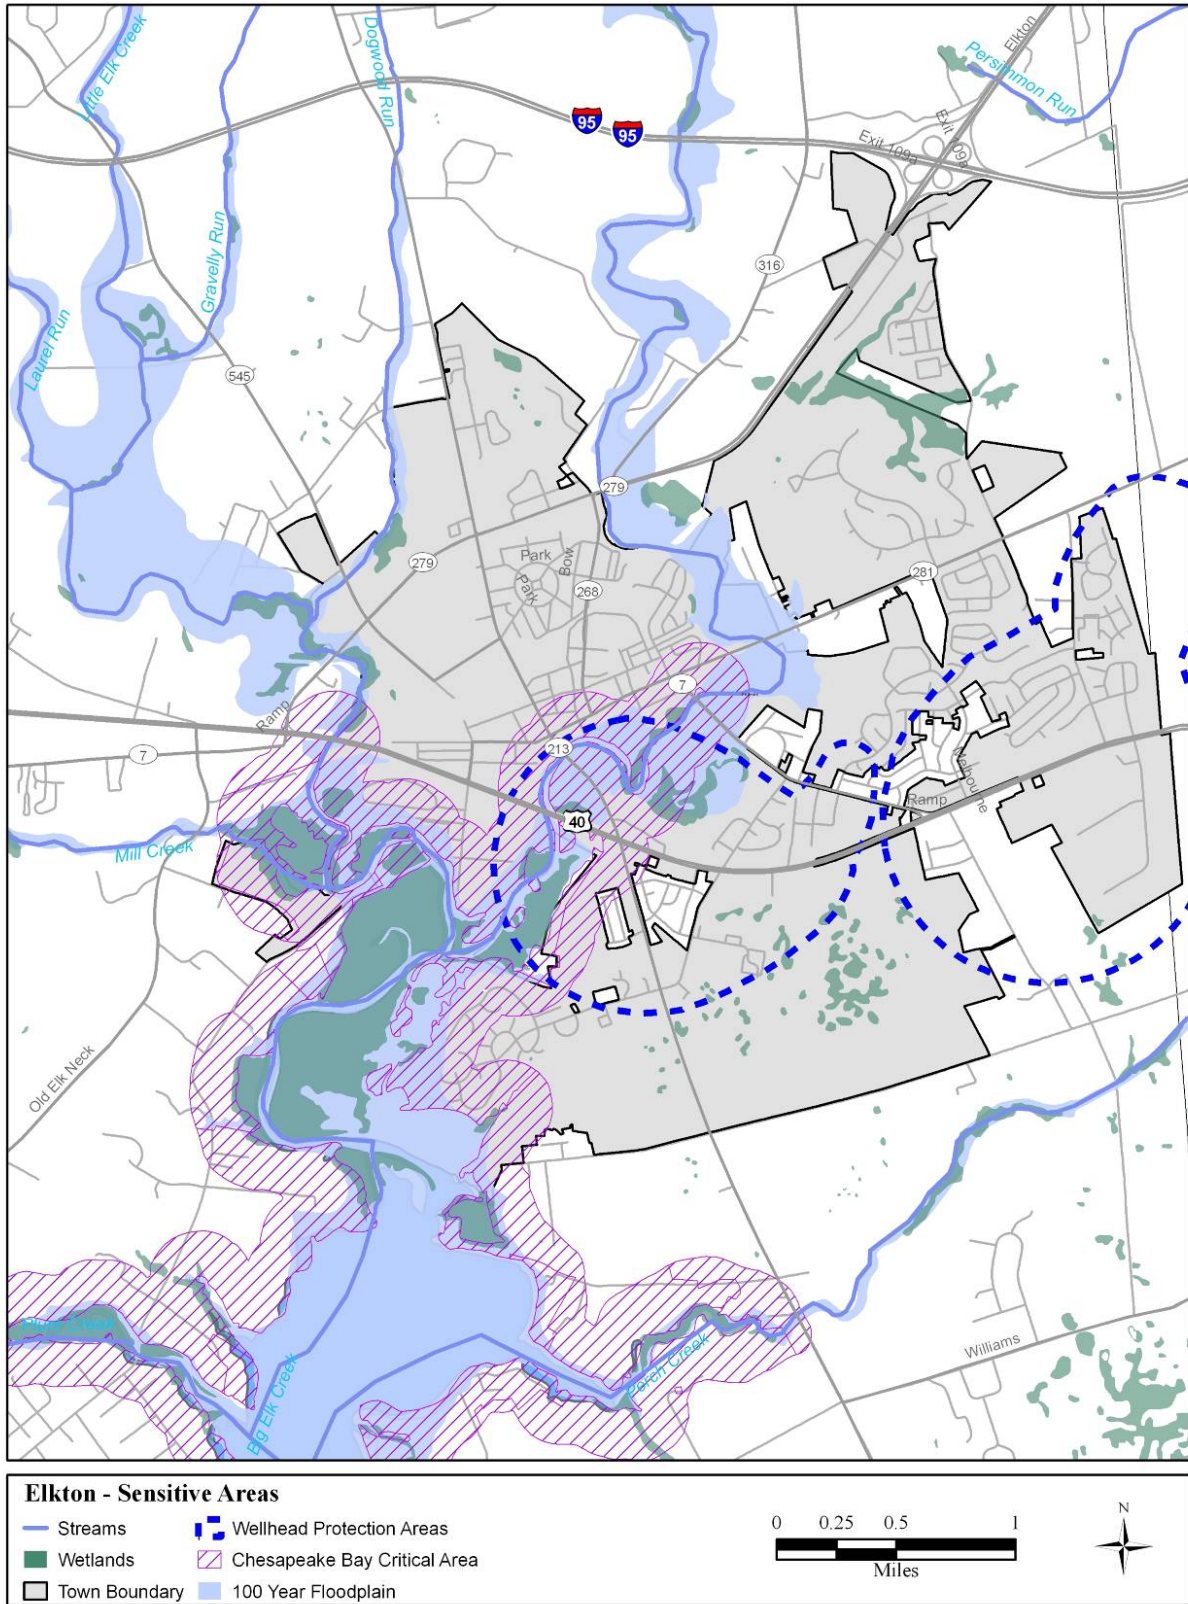 Little Elk Creek
Dogwood Run
Elkton
Persimmon Run
95
95
Exit 109a
Exit 109a
Gravelly Run
316
Laurel Run
545
279
Park
Bow
Park
279
268
281
7
Ramp
213
7
Melbourne
Ramp
40
Mill Creek
Old Elk Neck
Plum Creek
Williams
Perch Creek
Big Elk Creek
Elkton - Sensitive Areas
Streams
Wetlands
Town Boundary
Wellhead Protection Areas
Chesapeake Bay Critical Area
100 Year Floodplain
0 0.25 0.5 1
Miles
N